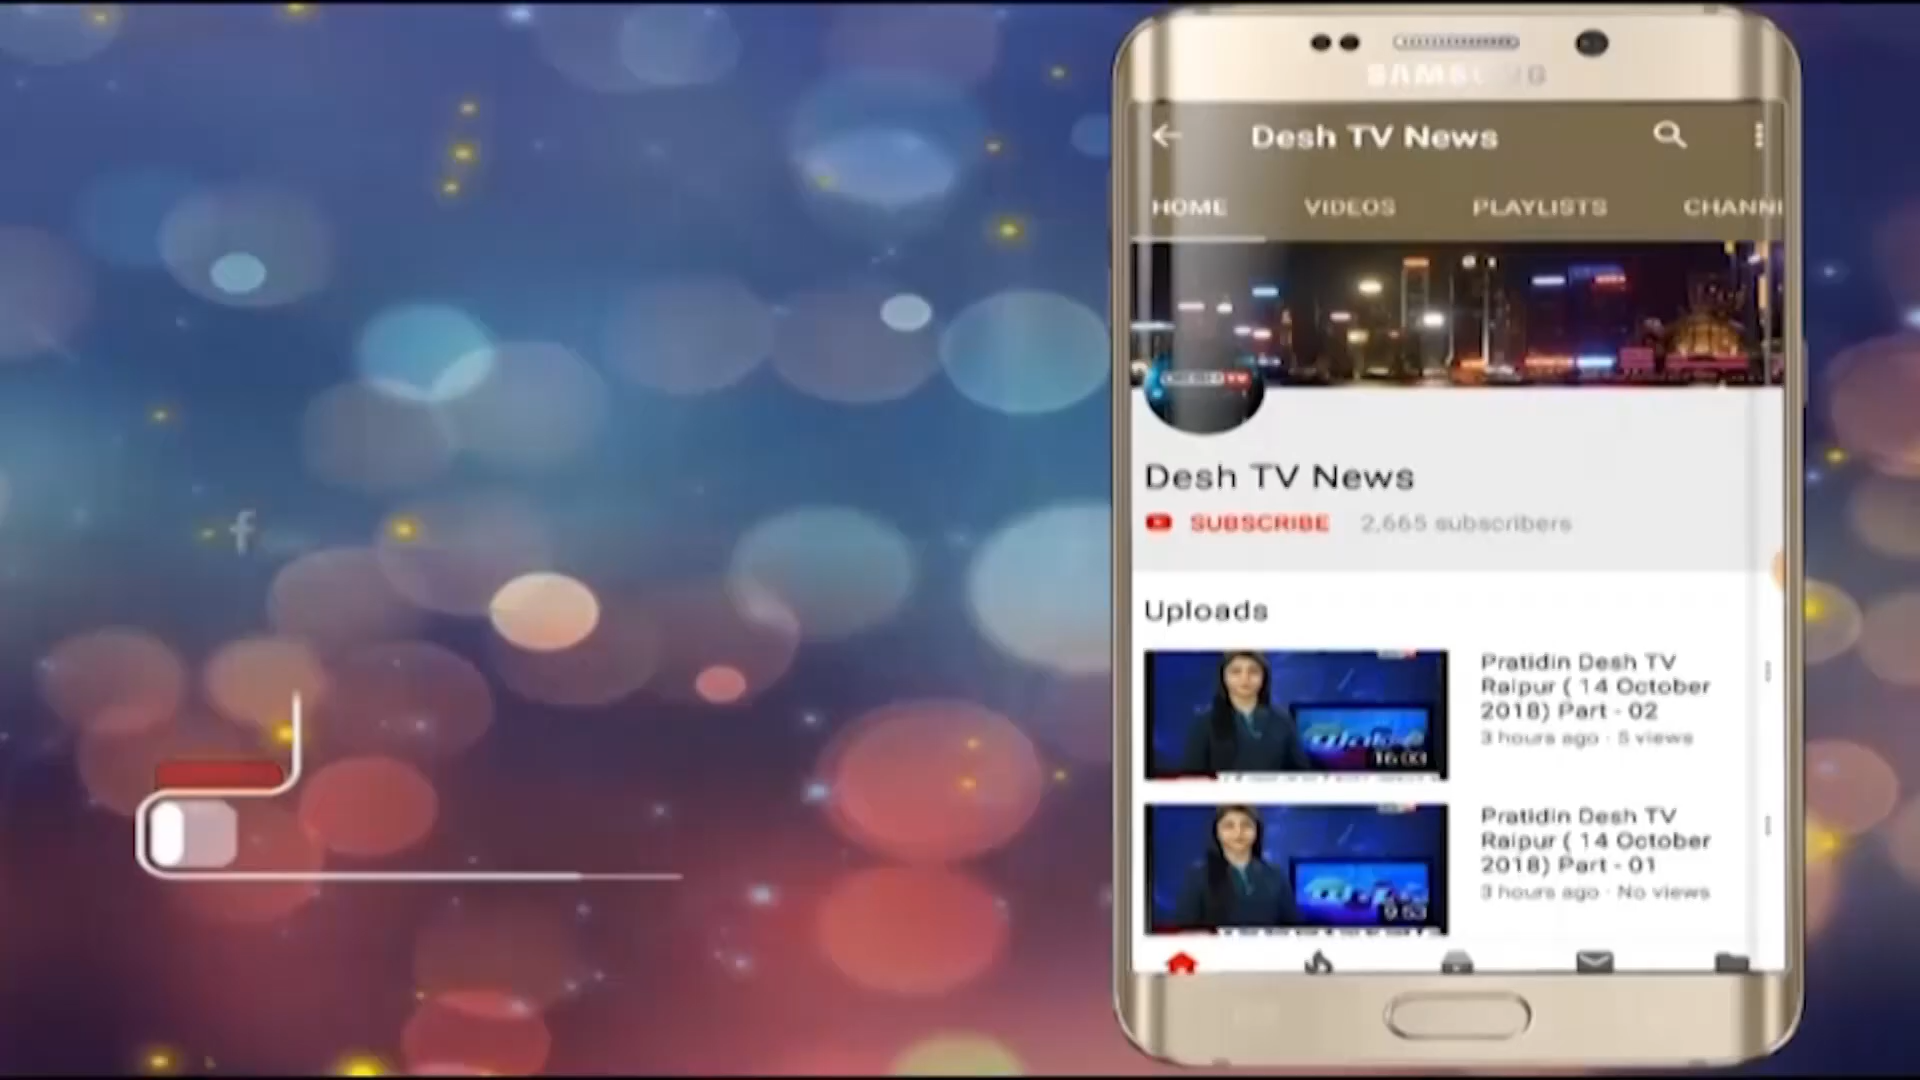 SAMSUNG
Desh TV News
HOME VIDEOS PLAYLISTS CHANNI
Desh TV News
SUBSCRIBE 2,665 subscribers
Uploads
Pratidin Desh TV
Raipur ( 14 October
2018) Part - 02
3 hours ago · 5 views
16:03
Pratidin Desh TV
Raipur ( 14 October
2018) Part - 01
3 hours ago · No views
9:53
f